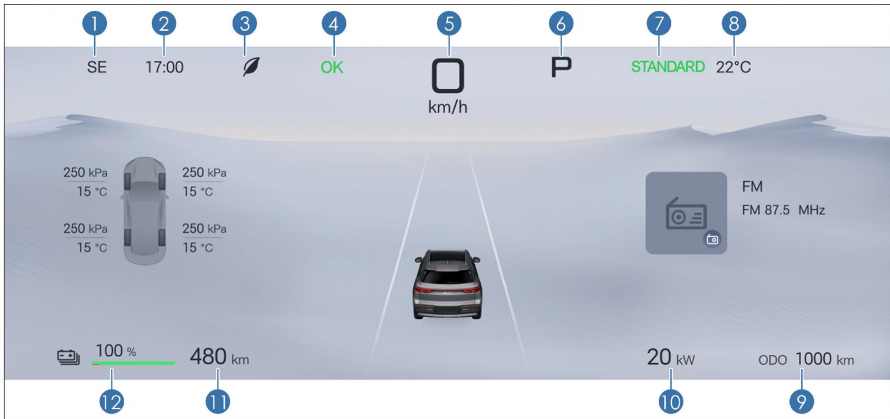 1 2 3 4 5 6 7 8
SE 17:00 OK 0 P STANDARD 22°C
km/h
250 kPa 250 kPa
15 °C 15 °C
250 kPa 250 kPa
15 °C 15 °C
FM
FM 87.5 MHz
100 % 480 km 20 kW ODO 1000 km
12 11 10 9